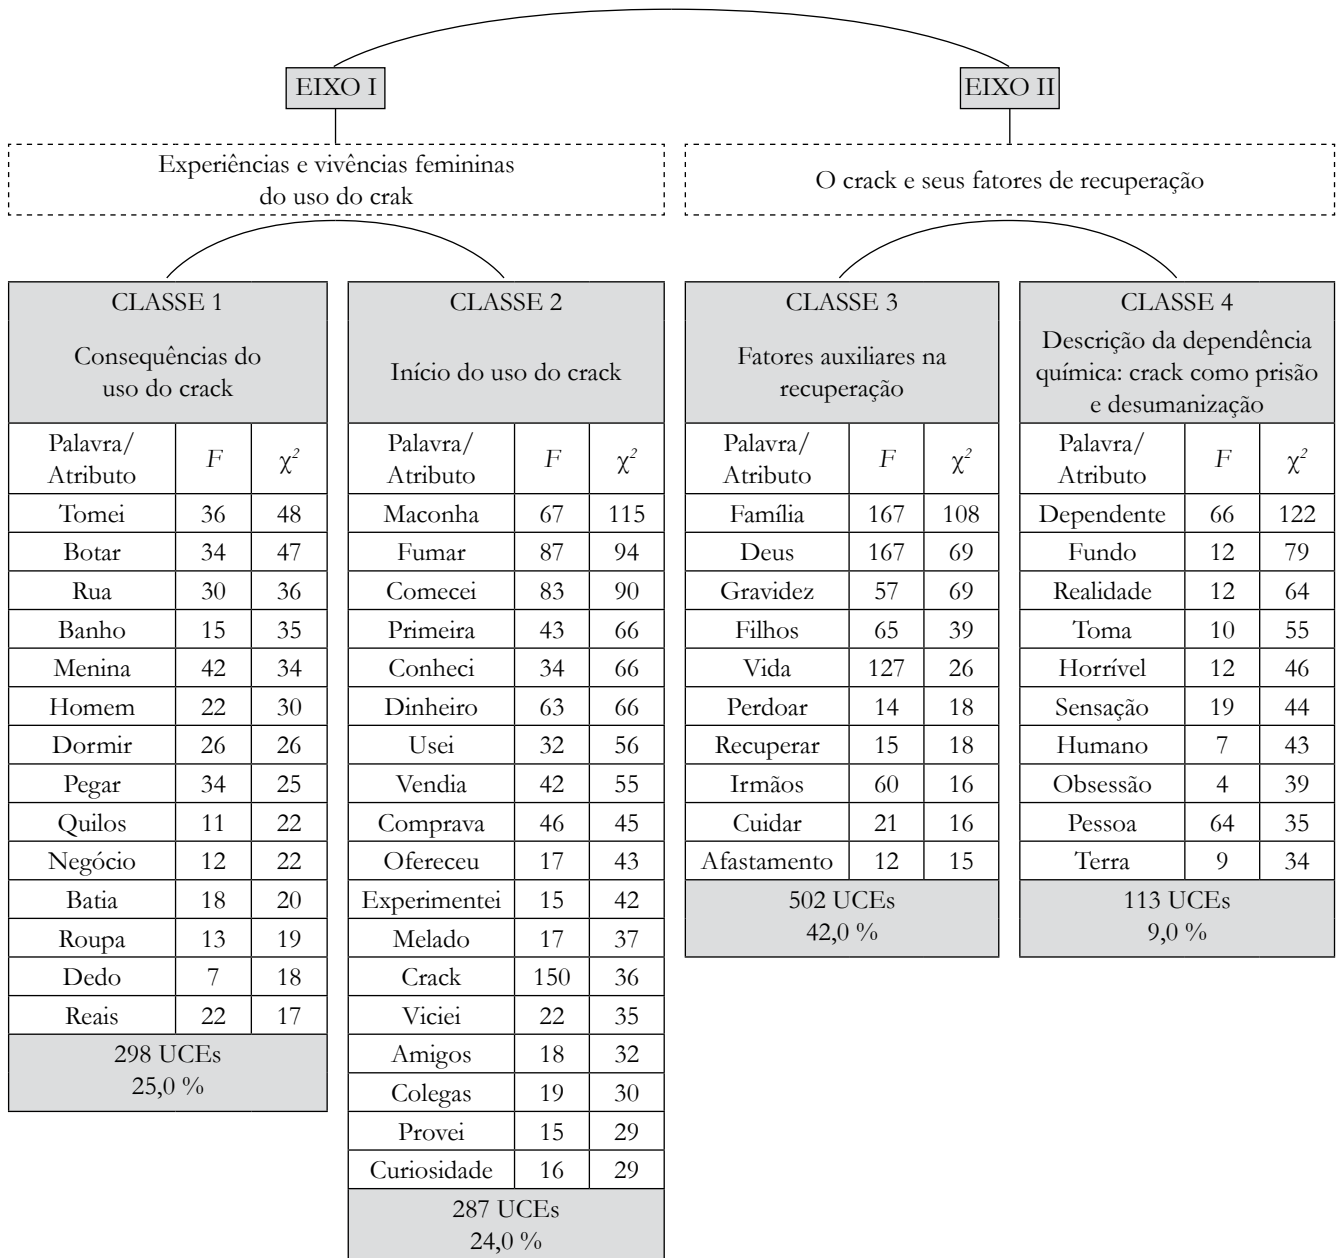 EIXO I
EIXO II
Experiências e vivências femininas
do uso do crak
O crack e seus fatores de recuperação
CLASSE 1
Consequências do
uso do crack
Palavra/
Atributo F χ²
Tomei 36 48
Botar 34 47
Rua 30 36
Banho 15 35
Menina 42 34
Homem 22 30
Dormir 26 26
Pegar 34 25
Quilos 11 22
Negócio 12 22
Batia 18 20
Roupa 13 19
Dedo 7 18
Reais 22 17
298 UCEs
25,0 %
CLASSE 2
Início do uso do crack
Palavra/
Atributo F χ²
Maconha 67 115
Fumar 87 94
Comecei 83 90
Primeira 43 66
Conheci 34 66
Dinheiro 63 66
Usei 32 56
Vendia 42 55
Comprava 46 45
Ofereceu 17 43
Experimentei 15 42
Melado 17 37
Crack 150 36
Viciei 22 35
Amigos 18 32
Colegas 19 30
Provei 15 29
Curiosidade 16 29
287 UCEs
24,0 %
CLASSE 3
Fatores auxiliares na
recuperação
Palavra/
Atributo F χ²
Família 167 108
Deus 167 69
Gravidez 57 69
Filhos 65 39
Vida 127 26
Perdoar 14 18
Recuperar 15 18
Irmãos 60 16
Cuidar 21 16
Afastamento 12 15
502 UCEs
42,0 %
CLASSE 4
Descrição da dependência
química: crack como prisão
e desumanização
Palavra/
Atributo F χ²
Dependente 66 122
Fundo 12 79
Realidade 12 64
Toma 10 55
Horrível 12 46
Sensação 19 44
Humano 7 43
Obsessão 4 39
Pessoa 64 35
Terra 9 34
113 UCEs
9,0 %